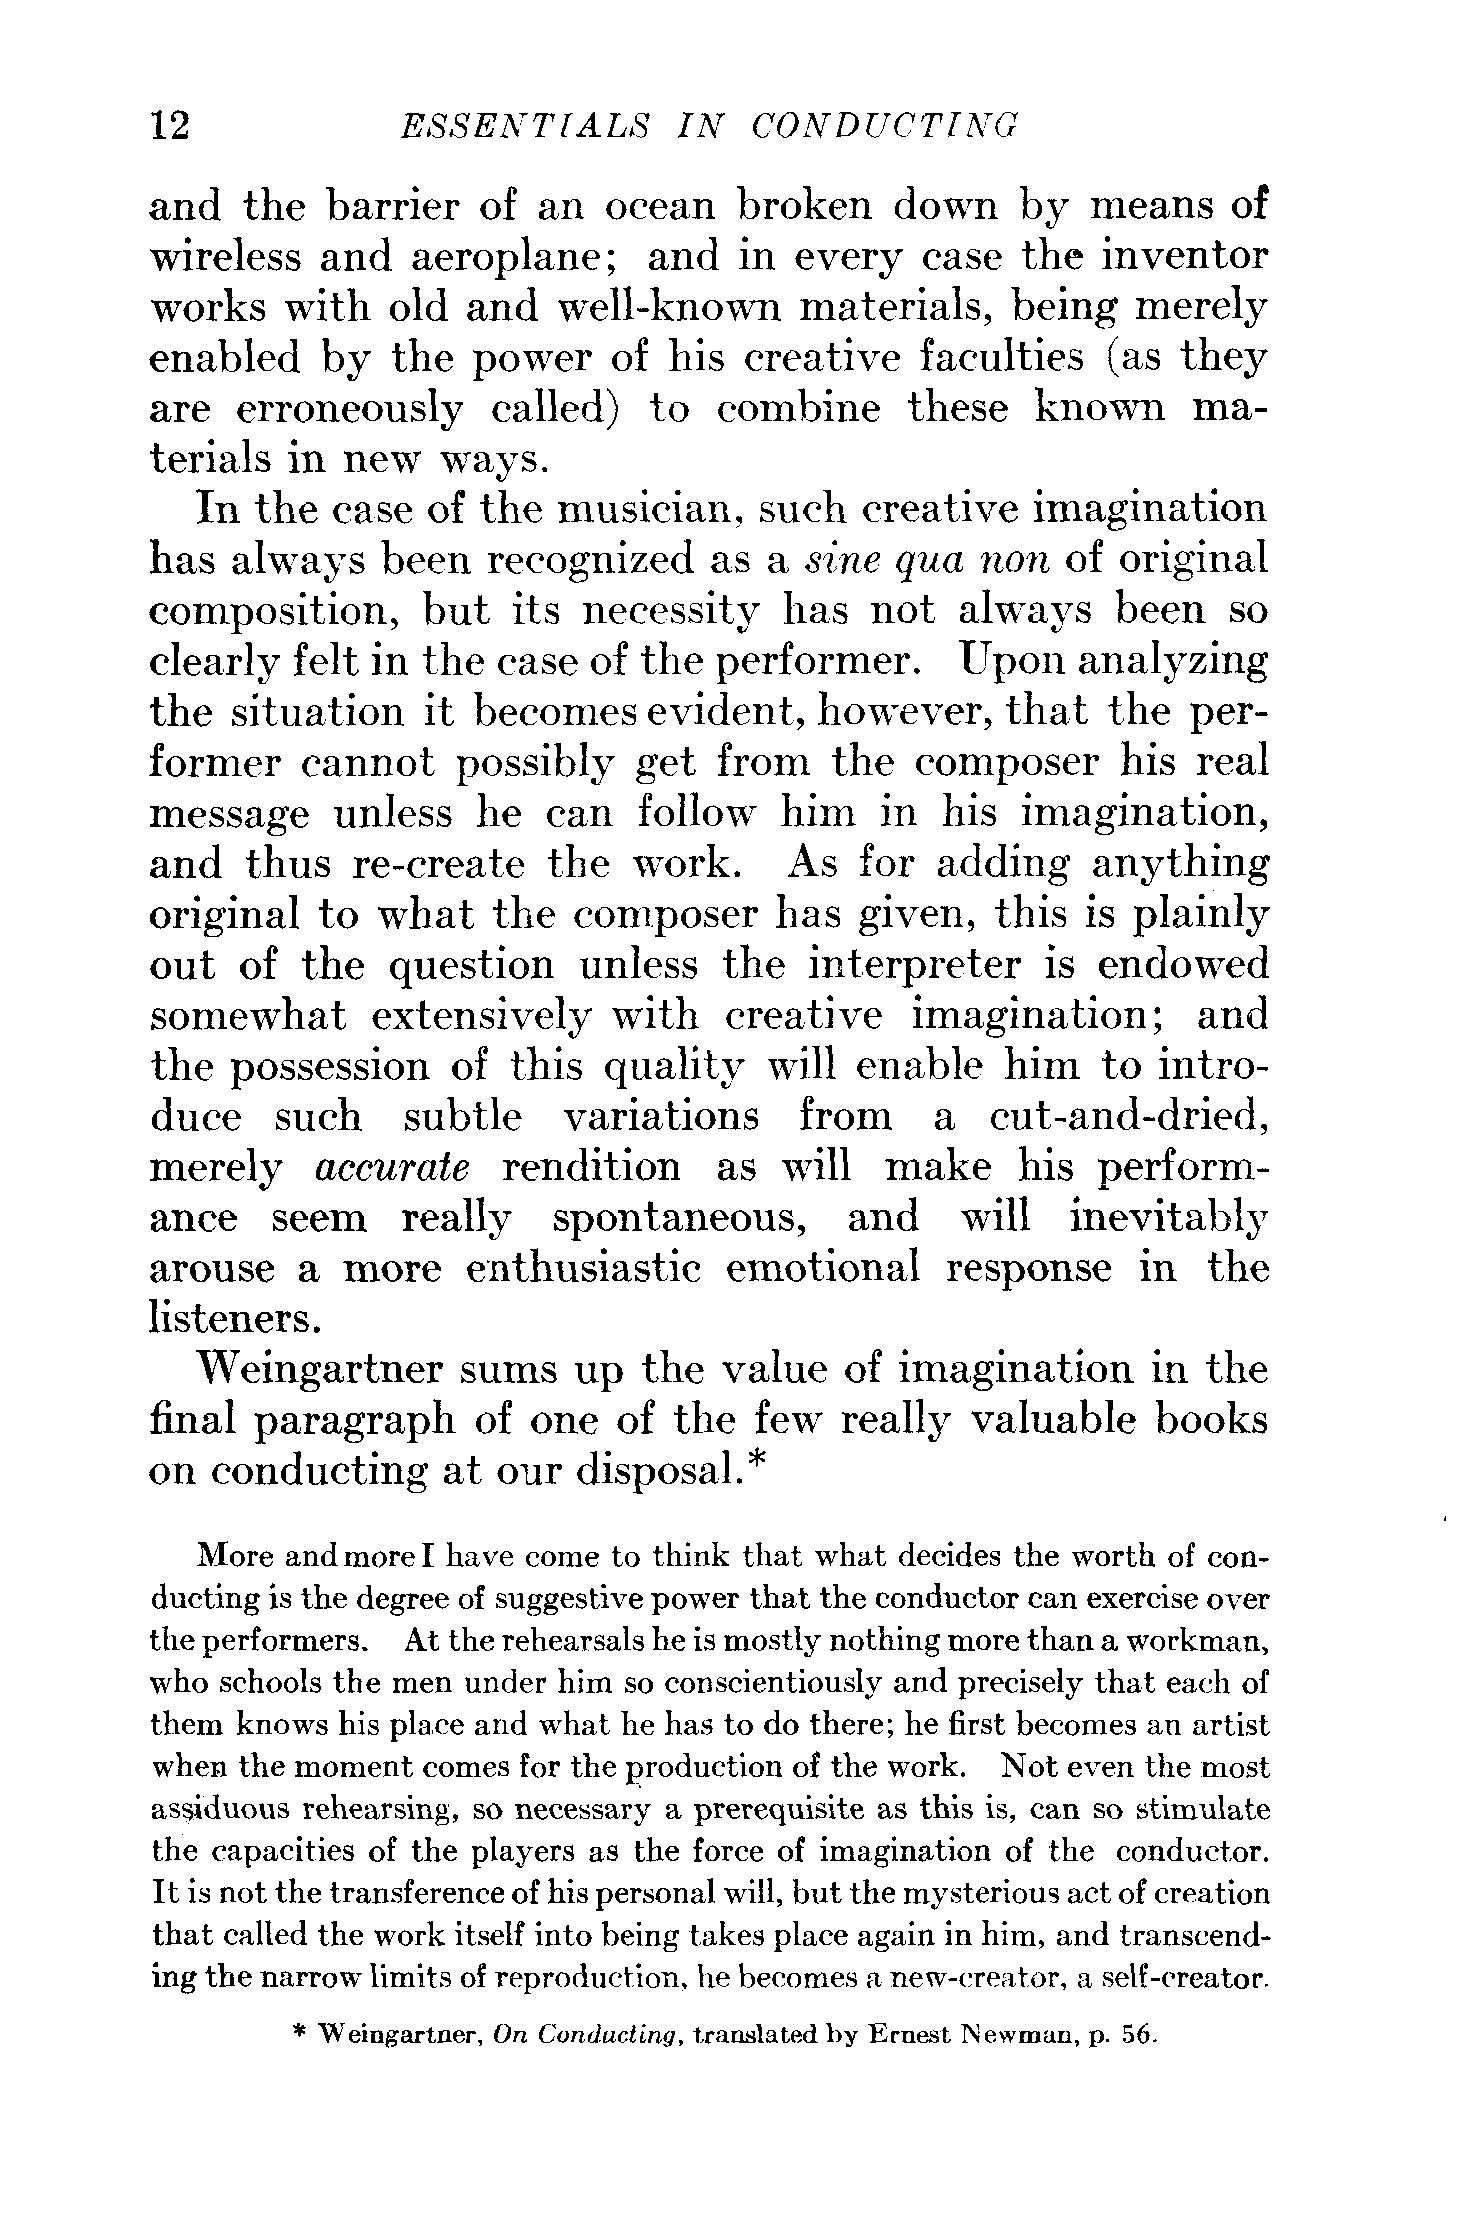 12 ESSENTIALS IN CONDUCTING
and the barrier of an ocean broken down by means of
wireless and aeroplane; and in every case the inventor
works with old and well-known materials, being merely
enabled by the power of his creative faculties (as they
are erroneously called) to combine these known ma-
terials in new ways.
In the case of the musician, such creative imagination
has always been recognized as a sine qua non of original
composition, but its necessity has not always been so
clearly felt in the case of the performer. Upon analyzing
the situation it becomes evident, however, that the per-
former cannot possibly get from the composer his real
message unless he can follow him in his imagination,
and thus re-create the work. As for adding anything
original to what the composer has given, this is plainly
out of the question unless the interpreter is endowed
somewhat extensively with creative imagination; and
the possession of this quality will enable him to intro-
duce such subtle variations from a cut-and-dried,
merely accurate rendition as will make his perform-
ance seem really spontaneous, and will inevitably
arouse a more enthusiastic emotional response in the
listeners.
Weingartner sums up the value of imagination in the
final paragraph of one of the few really valuable books
on conducting at our disposal.*
More and more I have come to think that what decides the worth of con-
ducting is the degree of suggestive power that the conductor can exercise over
the performers. At the rehearsals he is mostly nothing more than a workman,
who schools the men under him so conscientiously and precisely that each of
them knows his place and what he has to do there; he first becomes an artist
when the moment comes for the production of the work. Not even the most
assiduous rehearsing, so necessary a prerequisite as this is, can so stimulate
the capacities of the players as the force of imagination of the conductor.
It is not the transference of his personal will, but the mysterious act of creation
that called the work itself into being takes place again in him, and transcend-
ing the narrow limits of reproduction, he becomes a new-creator, a self-creator.
* Weingartner, On Conducting, translated by Ernest Newman, p. 56.